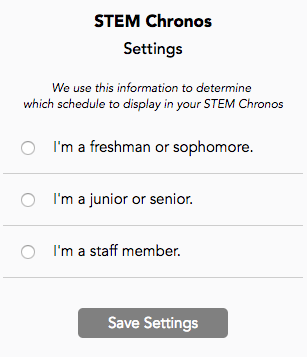 STEM Chronos
Settings
We use this information to determine
which schedule to display in your STEM Chronos
I'm a freshman or sophomore.
I'm a junior or senior.
I'm a staff member.
Save Settings